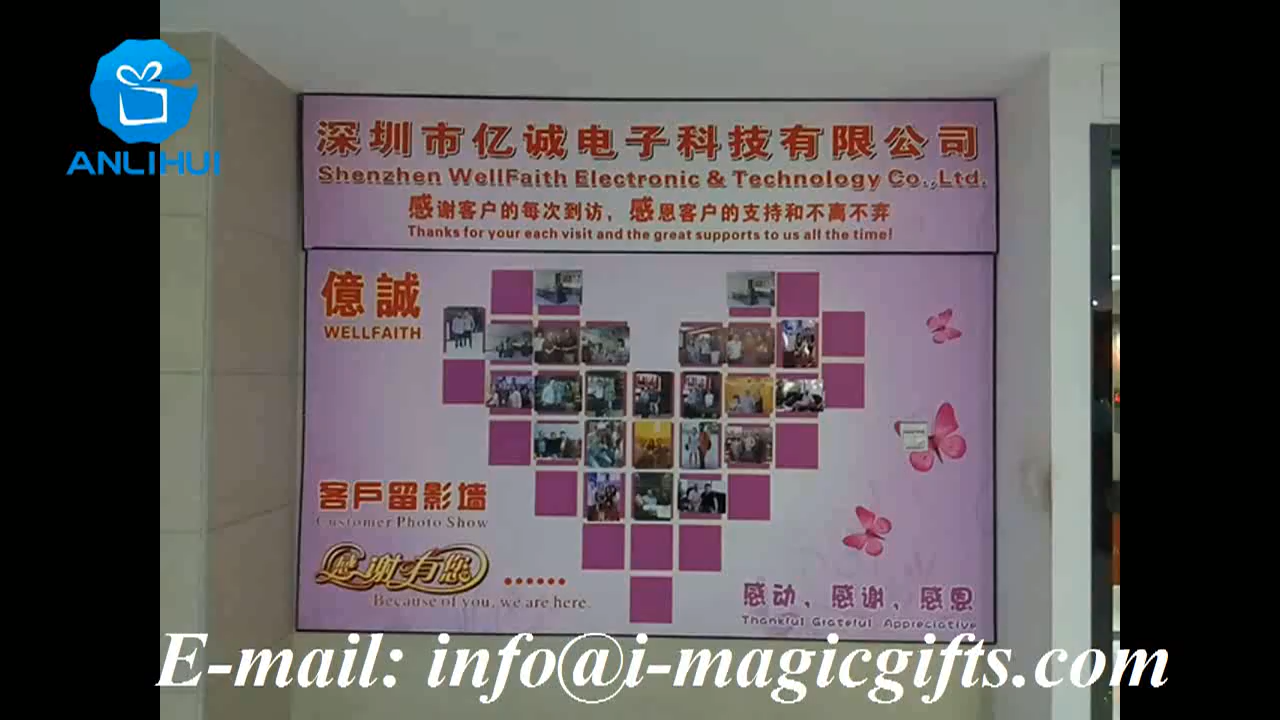 ANLIHUI
深圳市亿诚电子科技有限公司
Shenzhen WellFaith Electronic & Technology Co.,Ltd.
感谢客户的每次到访，感恩客户的支持和不离不弃
Thanks for your each visit and the great supports to us all the time!
億誠
WELLFAITH
客戶留影墙
Customer Photo Show
感谢有您
Because of you, we are here.
感动、感谢、感恩
Thankful Grateful Appreciative
E-mail: info@i-magicgifts.com